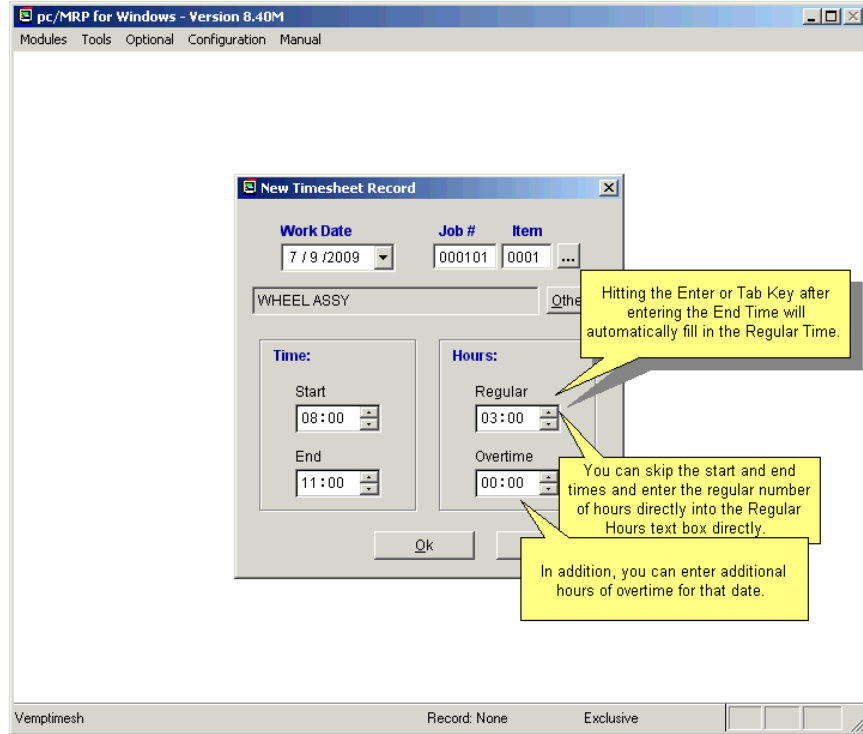 pc/MRP for Windows - Version 8.40M
Modules Tools Optional Configuration Manual
New Timesheet Record
Work Date Job # Item
7 / 9 /2009 000101 0001 ...
WHEEL ASSY Othe
Hitting the Enter or Tab Key after
entering the End Time will
automatically fill in the Regular Time.
Time: Hours:
Start Regular
08:00 03:00
End Overtime
11:00 00:00
You can skip the start and end
times and enter the regular number
of hours directly into the Regular
Hours text box directly.
Ok
In addition, you can enter additional
hours of overtime for that date.
Vemptimesh Record: None Exclusive